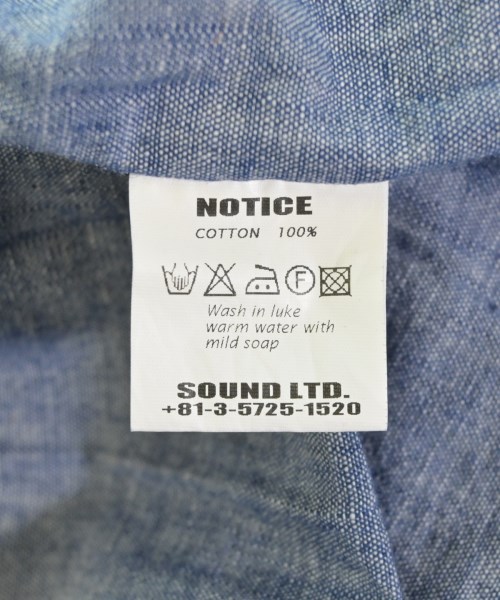 NOTICE
COTTON 100%
F
Wash in luke
warm water with
mild soap
SOUND LTD.
+81-3-5725-1520